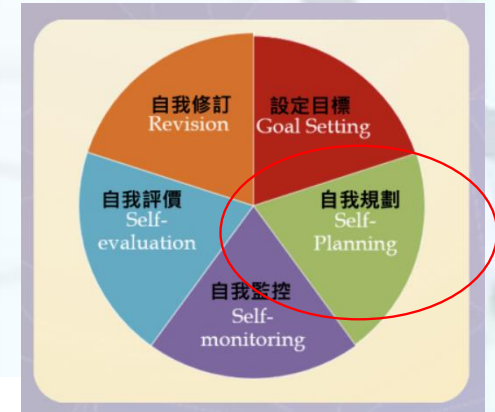 設定目標
Goal Setting
自我規劃
Self-
Planning
自我監控
Self-
monitoring
自我評價
Self-
evaluation
自我修訂
Revision